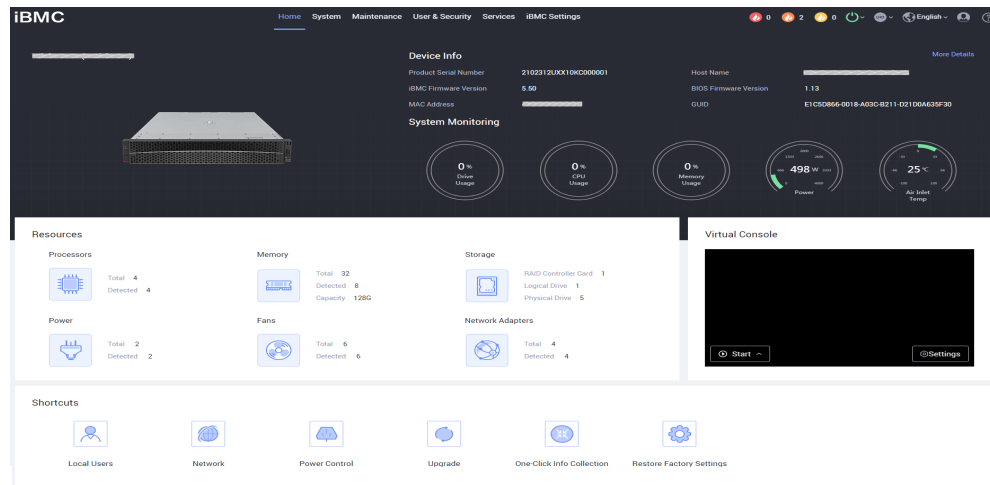 iBMC Home System Maintenance User & Security Services iBMC Settings 0 2 0 English
Device Info More Details
Product Serial Number 2102312UXX10KC000001 Host Name
iBMC Firmware Version 5.50 BIOS Firmware Version 1.13
MAC Address GUID E1C5D866-0018-A03C-B211-D21D0A635F30
System Monitoring
0 %
Drive
Usage
0 %
CPU
Usage
0 %
Memory
Usage
498 W
Power
25 °C
Air Inlet
Temp
Resources
Processors
Total 4
Detected 4
Memory
Total 32
Detected 8
Capacity 128G
Storage
RAID Controller Card 1
Logical Drive 1
Physical Drive 5
Power
Total 2
Detected 2
Fans
Total 6
Detected 6
Network Adapters
Total 4
Detected 4
Virtual Console
Start
Settings
Shortcuts
Local Users
Network
Power Control
Upgrade
One-Click Info Collection
Restore Factory Settings